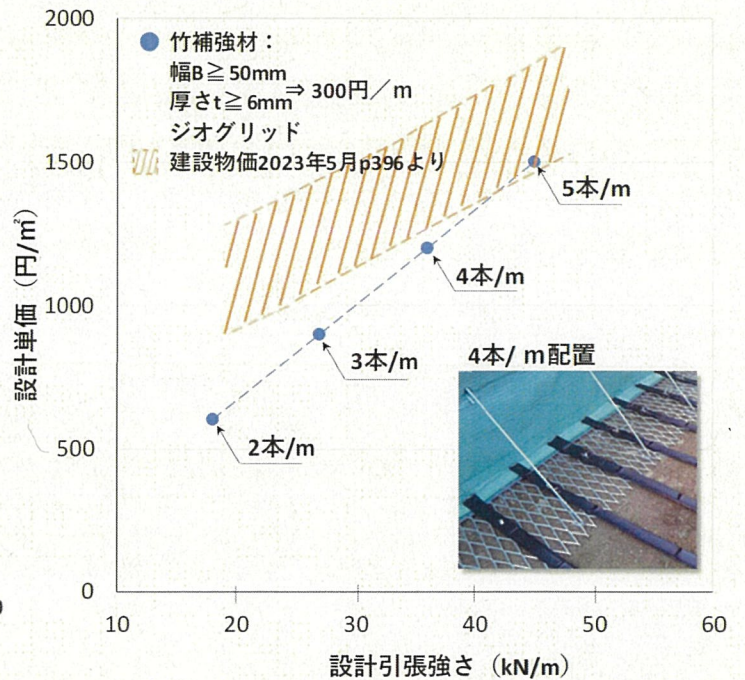 2000
1500
1000
500
0
10 20 30 40 50 60
設計単価（円/㎡）
設計引張強さ（kN/m）
竹補強材：
幅B≧50mm
厚さt≧6mm⇒300円／m
ジオグリッド
建設物価2023年5月p396より
5本/m
4本/m
3本/m
2本/m
4本/ｍ配置